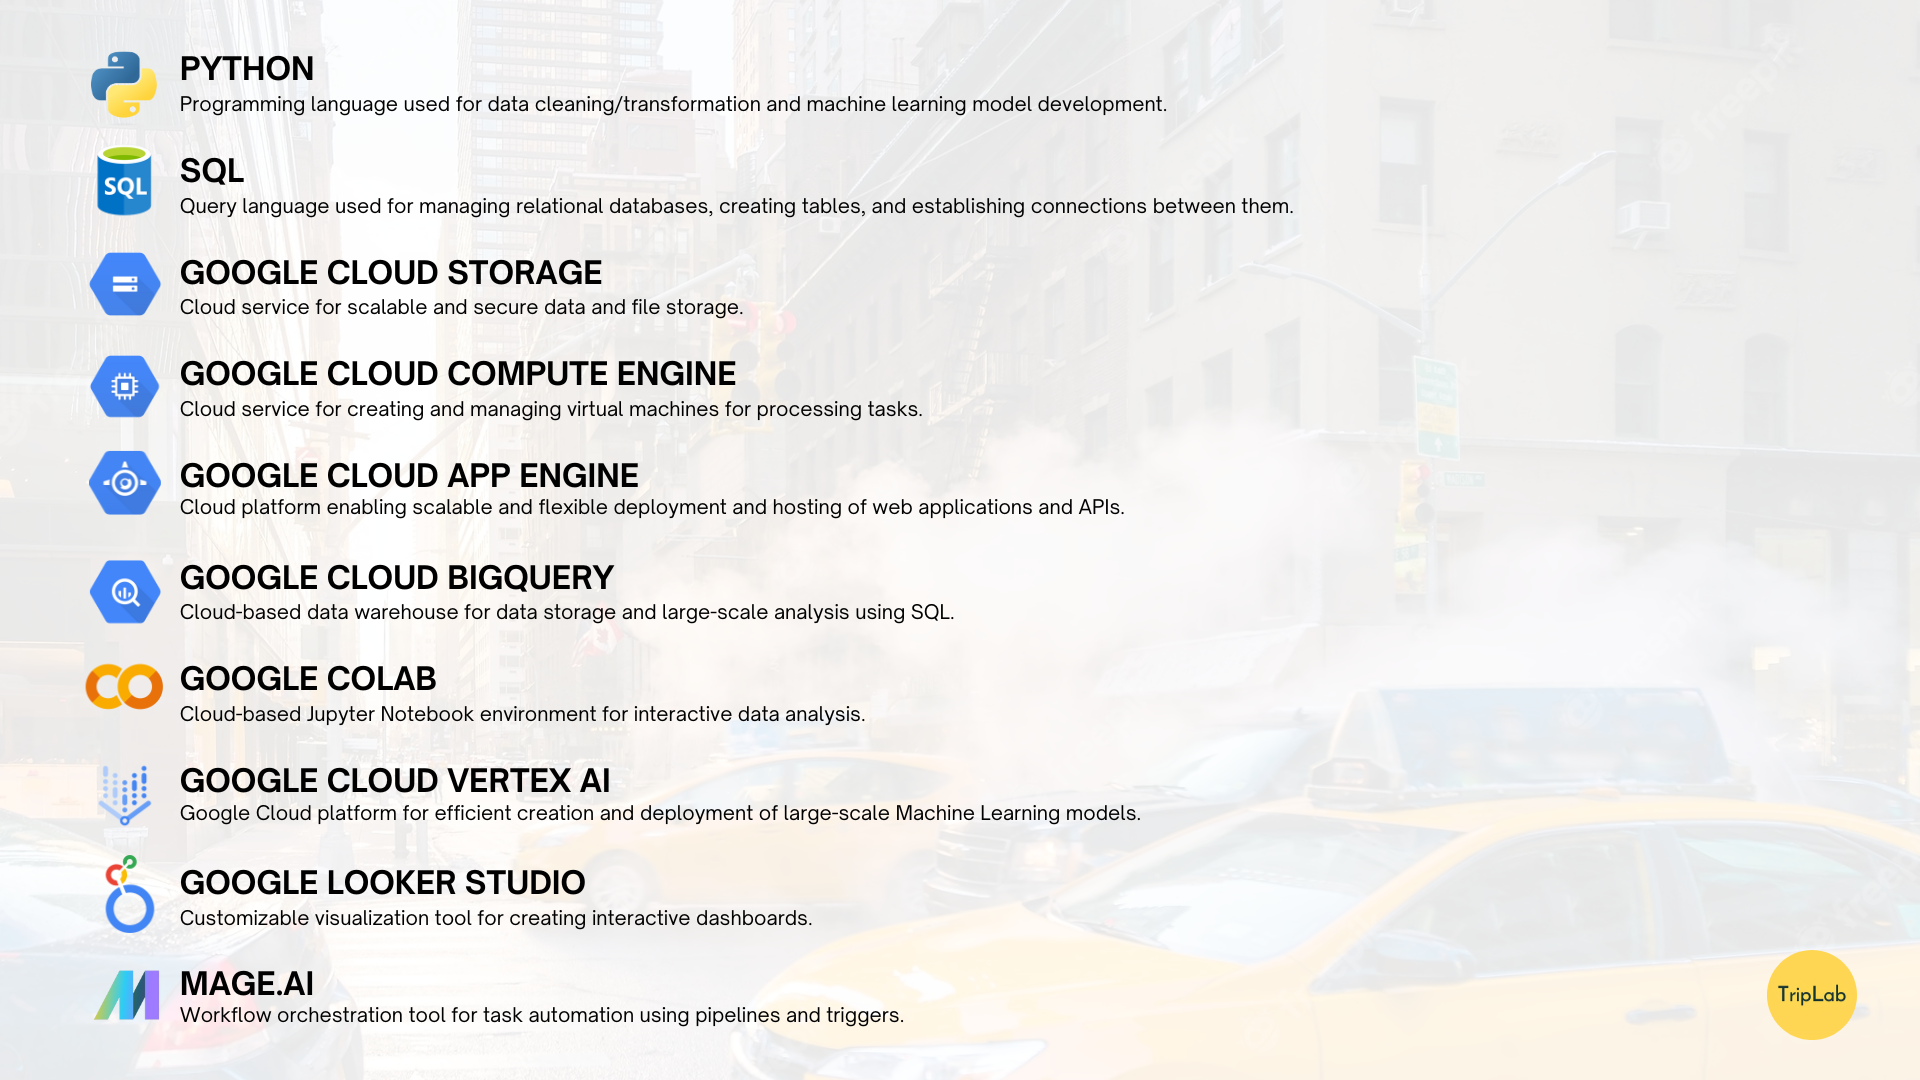 PYTHON
Programming language used for data cleaning/transformation and machine learning model development.
SQL
SQL
Query language used for managing relational databases, creating tables, and establishing connections between them.
GOOGLE CLOUD STORAGE
Cloud service for scalable and secure data and file storage.
GOOGLE CLOUD COMPUTE ENGINE
Cloud service for creating and managing virtual machines for processing tasks.
GOOGLE CLOUD APP ENGINE
Cloud platform enabling scalable and flexible deployment and hosting of web applications and APIs.
GOOGLE CLOUD BIGQUERY
Cloud-based data warehouse for data storage and large-scale analysis using SQL.
GOOGLE COLAB
Cloud-based Jupyter Notebook environment for interactive data analysis.
GOOGLE CLOUD VERTEX AI
Google Cloud platform for efficient creation and deployment of large-scale Machine Learning models.
GOOGLE LOOKER STUDIO
Customizable visualization tool for creating interactive dashboards.
MAGE.AI
Workflow orchestration tool for task automation using pipelines and triggers.
TripLab